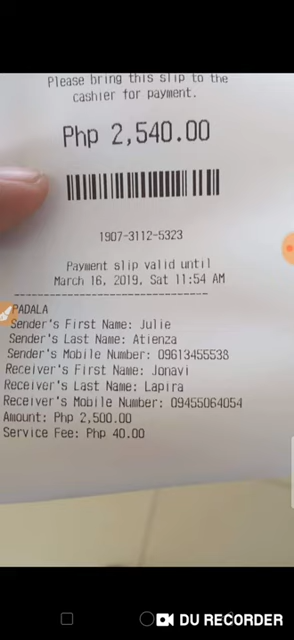 Please bring this slip to the
cashier for payment.
Php 2,540.00
1907-3112-5323
Payment slip valid until
March 16, 2019, Sat 11:54 AM
PADALA
Sender's First Name: Julie
Sender's Last Name: Atienza
Sender's Mobile Number: 09613455538
Receiver's First Name: Jonavi
Receiver's Last Name: Lapira
Receiver's Mobile Number: 09455064054
Amount: Php 2,500.00
Service Fee: Php 40.00
DU RECORDER